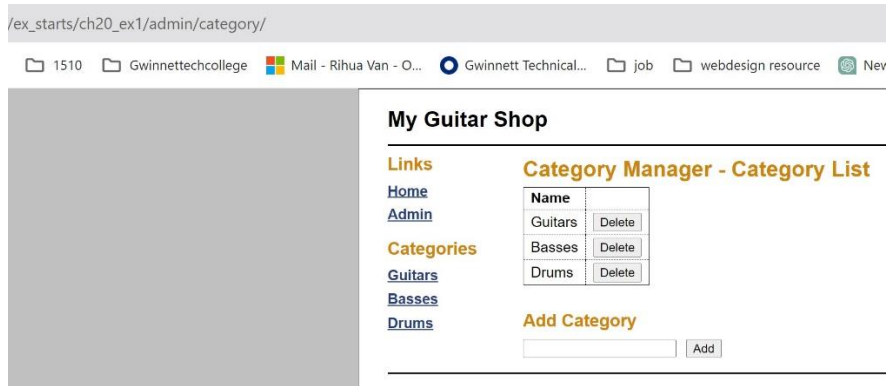 /ex_starts/ch20_ex1/admin/category/
1510 Gwinnettechcollege Mail - Rihua Van - O... Gwinnett Technical... job webdesign resource New
My Guitar Shop
Links
Home
Admin
Categories
Guitars
Basses
Drums
Category Manager - Category List
Name
Guitars Delete
Basses Delete
Drums Delete
Add Category
Add